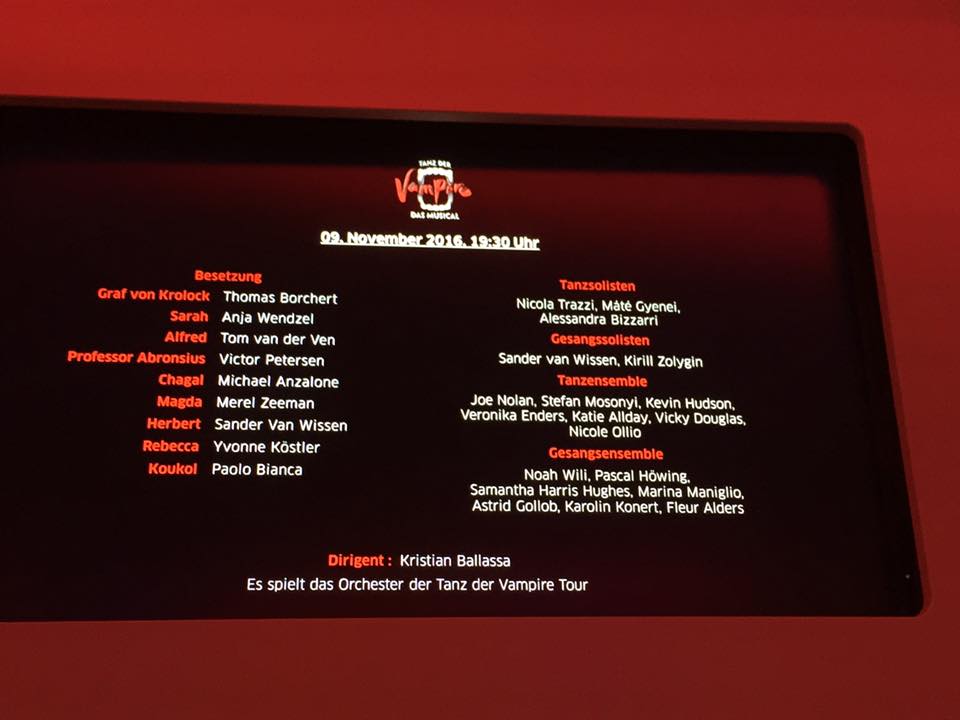 TANZ DER
Vampire
DAS MUSICAL
09. November 2016, 19:30 Uhr
Besetzung
Graf von Krolock Thomas Borchert
Sarah Anja Wendzel
Alfred Tom van der Ven
Professor Abronsius Victor Petersen
Chagal Michael Anzalone
Magda Merel Zeeman
Herbert Sander Van Wissen
Rebecca Yvonne Köstler
Koukol Paolo Bianca
Tanzsolisten
Nicola Trazzi, Máté Gyenei,
Alessandra Bizzarri
Gesangssolisten
Sander van Wissen, Kirill Zolygin
Tanzensemble
Joe Nolan, Stefan Mosonyi, Kevin Hudson,
Veronika Enders, Katie Allday, Vicky Douglas,
Nicole Ollio
Gesangsensemble
Noah Wili, Pascal Höwing,
Samantha Harris Hughes, Marina Maniglio,
Astrid Gollob, Karolin Konert, Fleur Alders
Dirigent : Kristian Ballassa
Es spielt das Orchester der Tanz der Vampire Tour